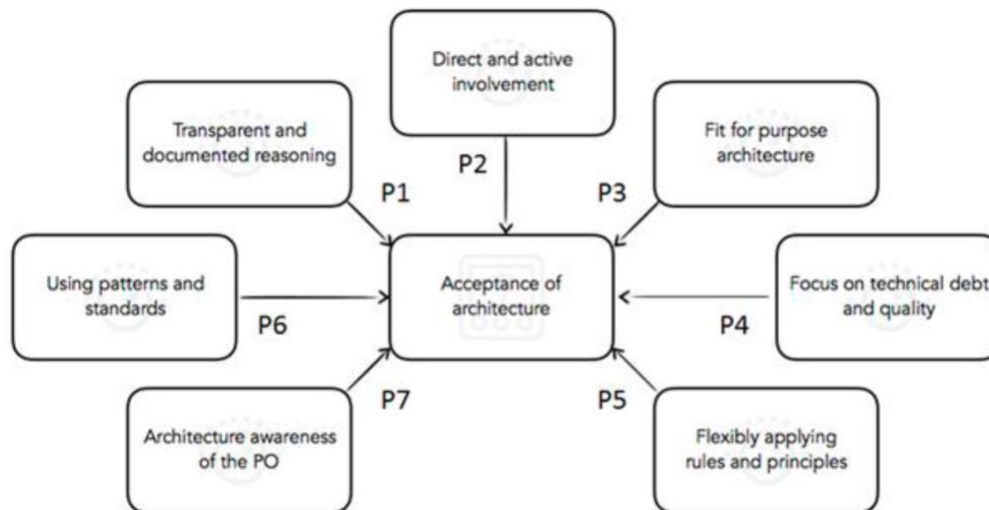 Direct and active
involvement
Transparent and
documented reasoning
Fit for purpose
architecture
P1
P2
P3
Using patterns and
standards
Acceptance of
architecture
Focus on technical debt
and quality
P6
P4
P7
P5
Architecture awareness
of the PO
Flexibly applying
rules and principles